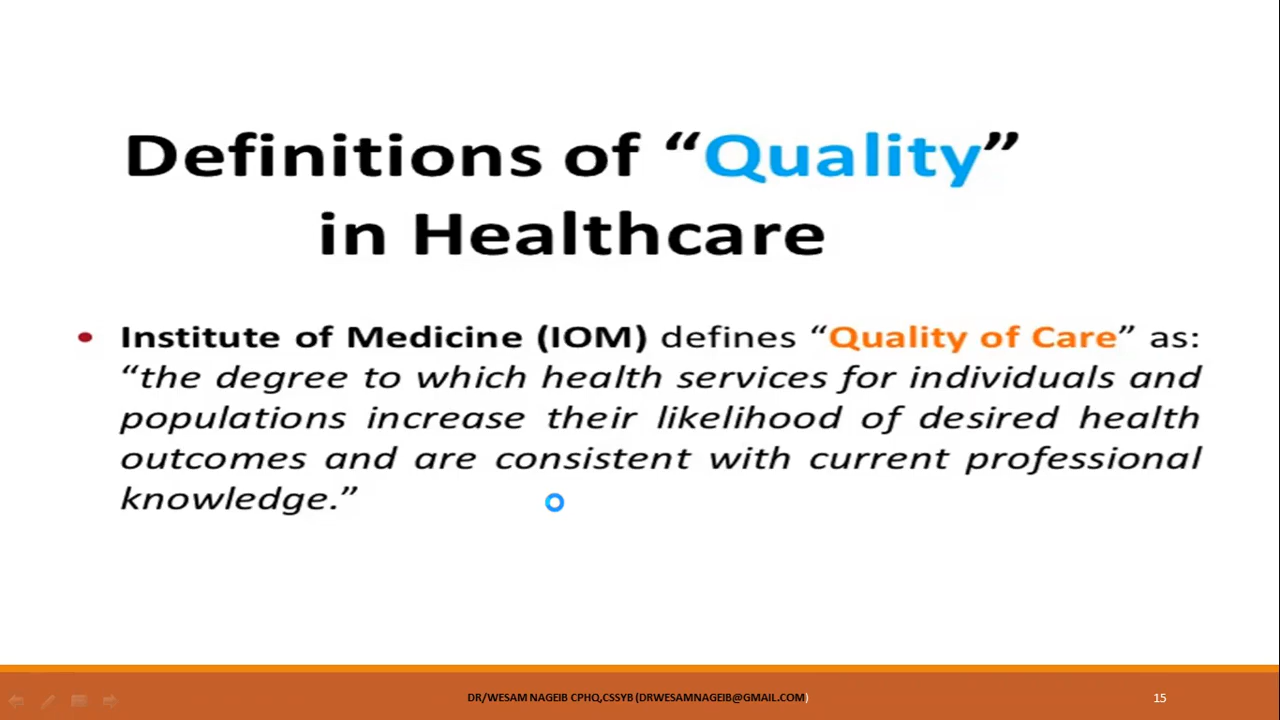 Definitions of “Quality”
in Healthcare
• Institute of Medicine (IOM) defines “Quality of Care” as:
“the degree to which health services for individuals and
populations increase their likelihood of desired health
outcomes and are consistent with current professional
knowledge.”
DR/WESAM NAGEIB CPHQ,CSSYB (DRWESAMNAGEIB@GMAIL.COM)
15